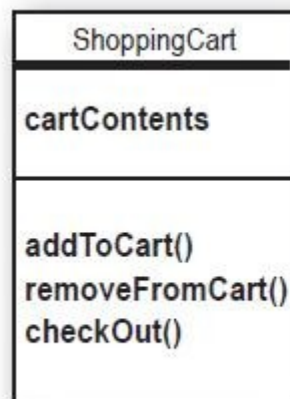 ShoppingCart
cartContents
addToCart()
removeFromCart()
checkOut()